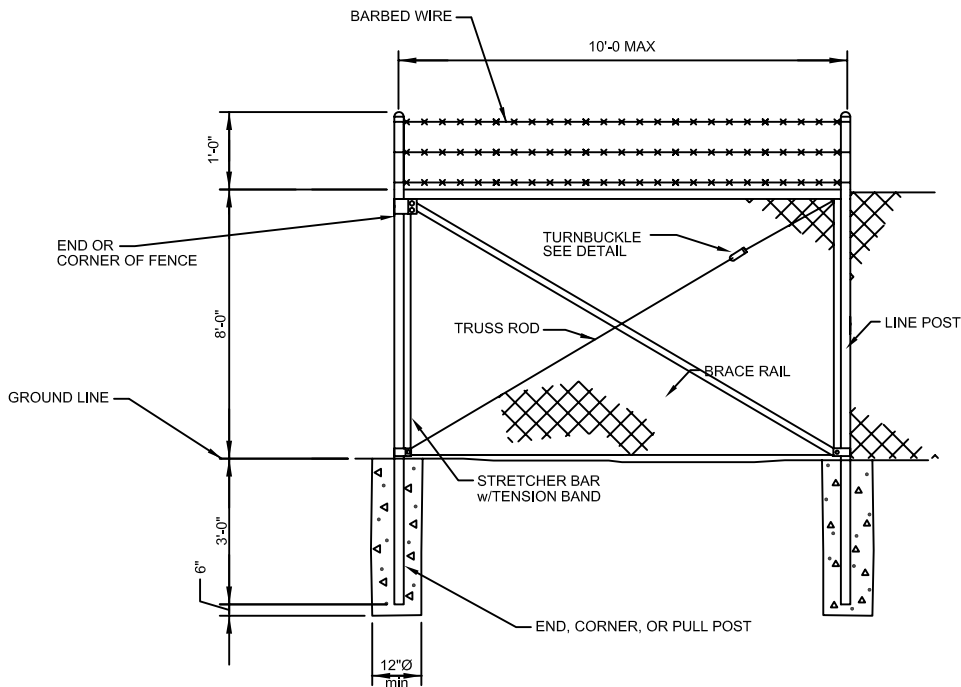 BARBED WIRE
10'-0 MAX
1'-0"
END OR
CORNER OF FENCE
TURNBUCKLE
SEE DETAIL
8'-0"
TRUSS ROD
LINE POST
BRACE RAIL
GROUND LINE
STRETCHER BAR
w/TENSION BAND
3'-0"
6"
END, CORNER, OR PULL POST
12"Ø
min